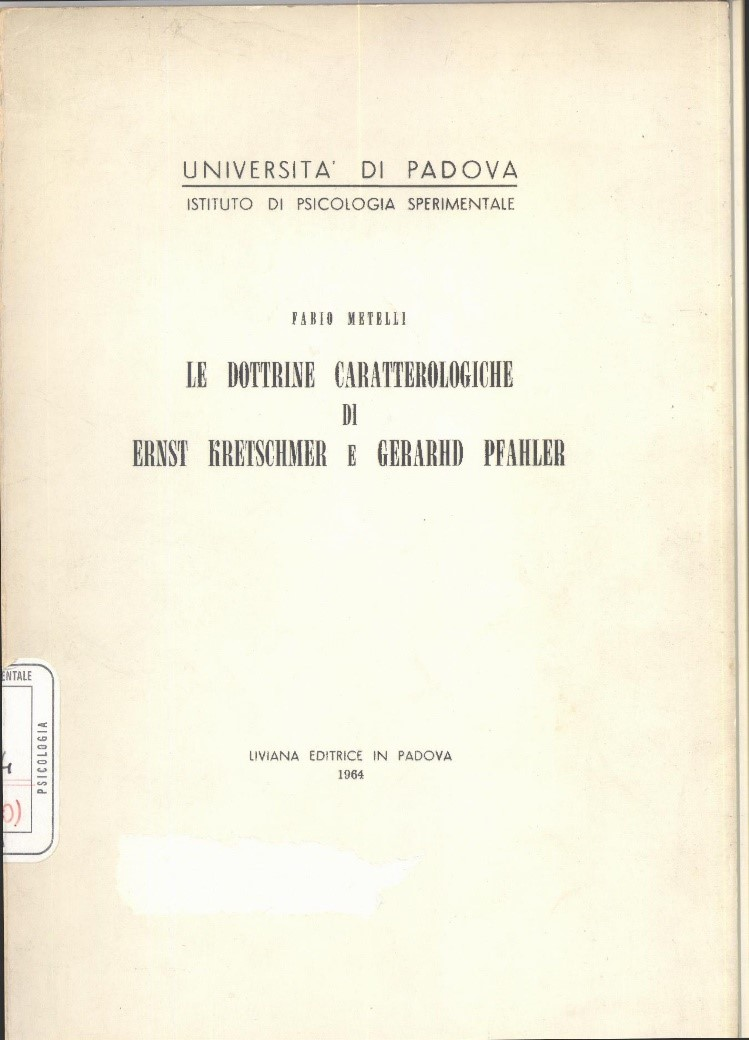 UNIVERSITA' DI PADOVA
ISTITUTO DI PSICOLOGIA SPERIMENTALE
FABIO METELLI
LE DOTTRINE CARATTEROLOGICHE
DI
ERNST KRETSCHMER E GERARHD PFAHLER
ENTALE
PSICOLOGIA
LIVIANA EDITRICE IN PADOVA
1964